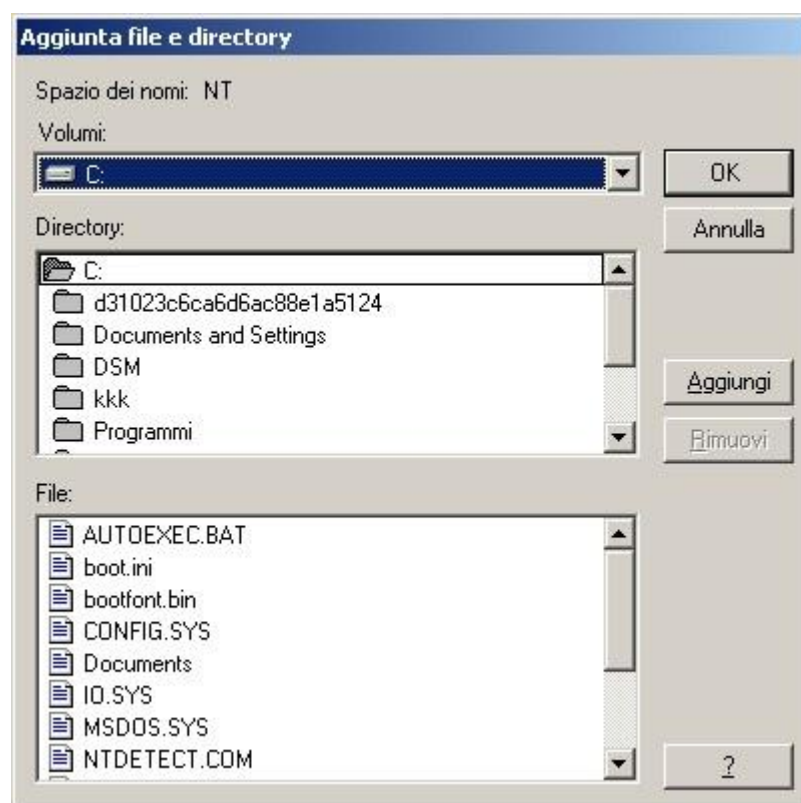 Aggiunta file e directory
Spazio dei nomi: NT
Volumi:
C:
OK
Directory:
Annulla
C:
d31023c6ca6d6ac88e1a5124
Documents and Settings
DSM
kkk
Programmi
Aggiungi
Rimuovi
File:
AUTOEXEC.BAT
boot.ini
bootfont.bin
CONFIG.SYS
Documents
IO.SYS
MSDOS.SYS
NTDETECT.COM
?